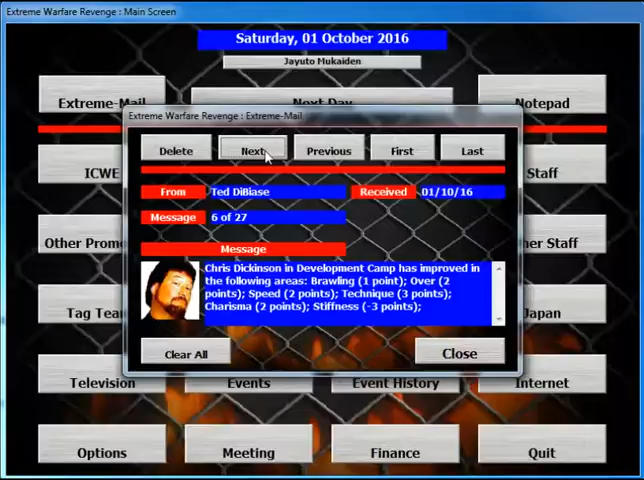 Extreme Warfare Revenge : Main Screen
Saturday, 01 October 2016
Jayuto Mukaiden
Extreme-Mail
Next Day
Notepad
Extreme Warfare Revenge : Extreme-Mail
Delete
Next
Previous
First
Last
ICWE
Staff
From
Ted DiBiase
Received
01/10/16
Message
6 of 27
Other
Staff
Message
Chris Dickinson in Development Camp has improved in
the following areas: Brawling (1 point); Over (2
points); Speed (2 points); Technique (3 points);
Charisma (2 points); Stiffness (-3 points);
Japan
Clear All
Close
Television
Events
Event History
Internet
Options
Meeting
Finance
Quit